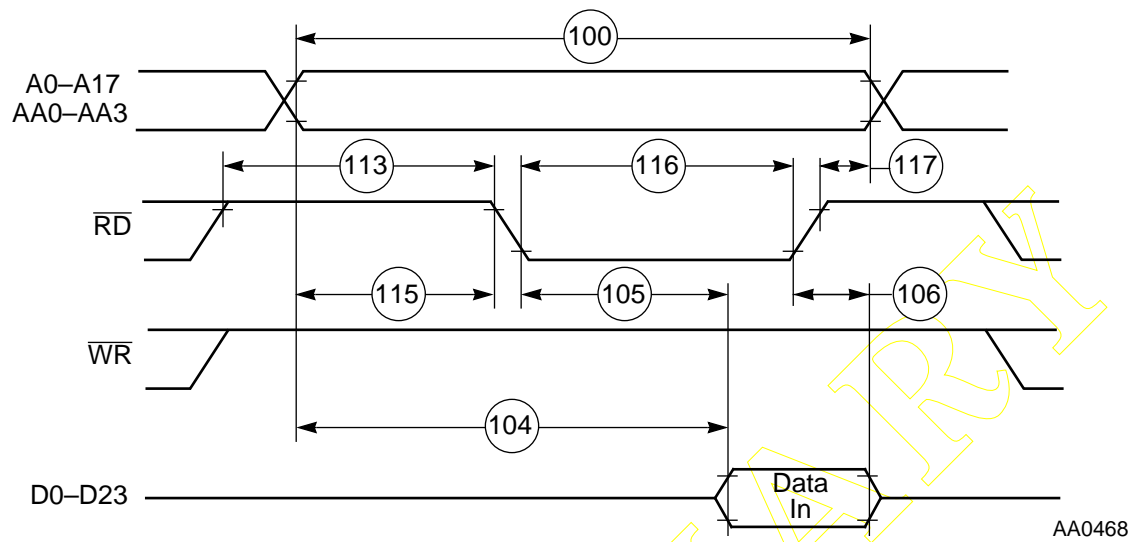 100
A0–A17
AA0–AA3
113
116
117
RD
115
105
106
WR
104
D0–D23
Data
In
AA0468
ARY